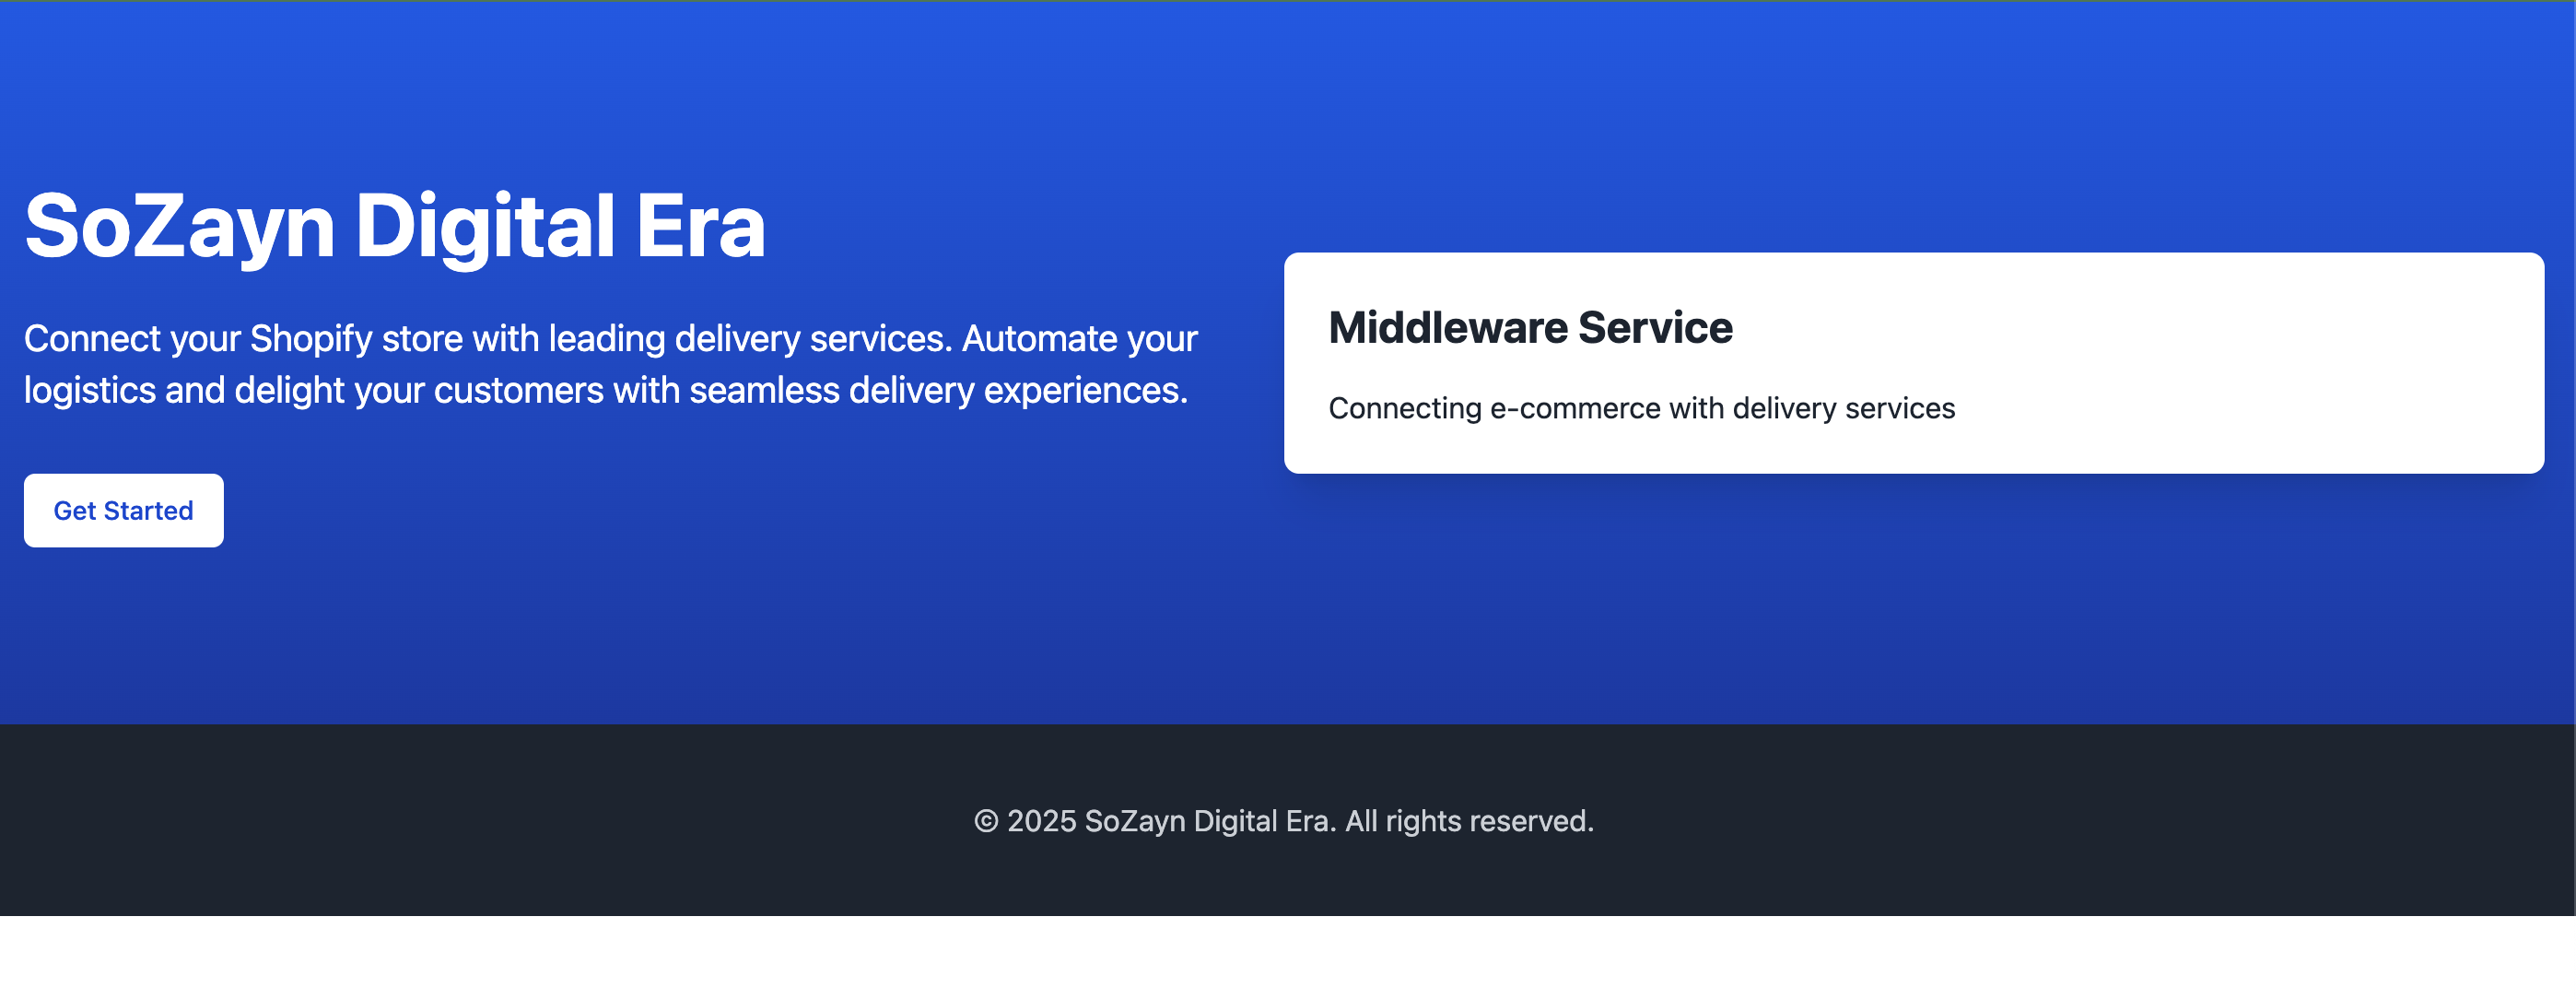 SoZayn Digital Era
Connect your Shopify store with leading delivery services. Automate your
logistics and delight your customers with seamless delivery experiences.
Get Started
Middleware Service
Connecting e-commerce with delivery services
© 2025 SoZayn Digital Era. All rights reserved.